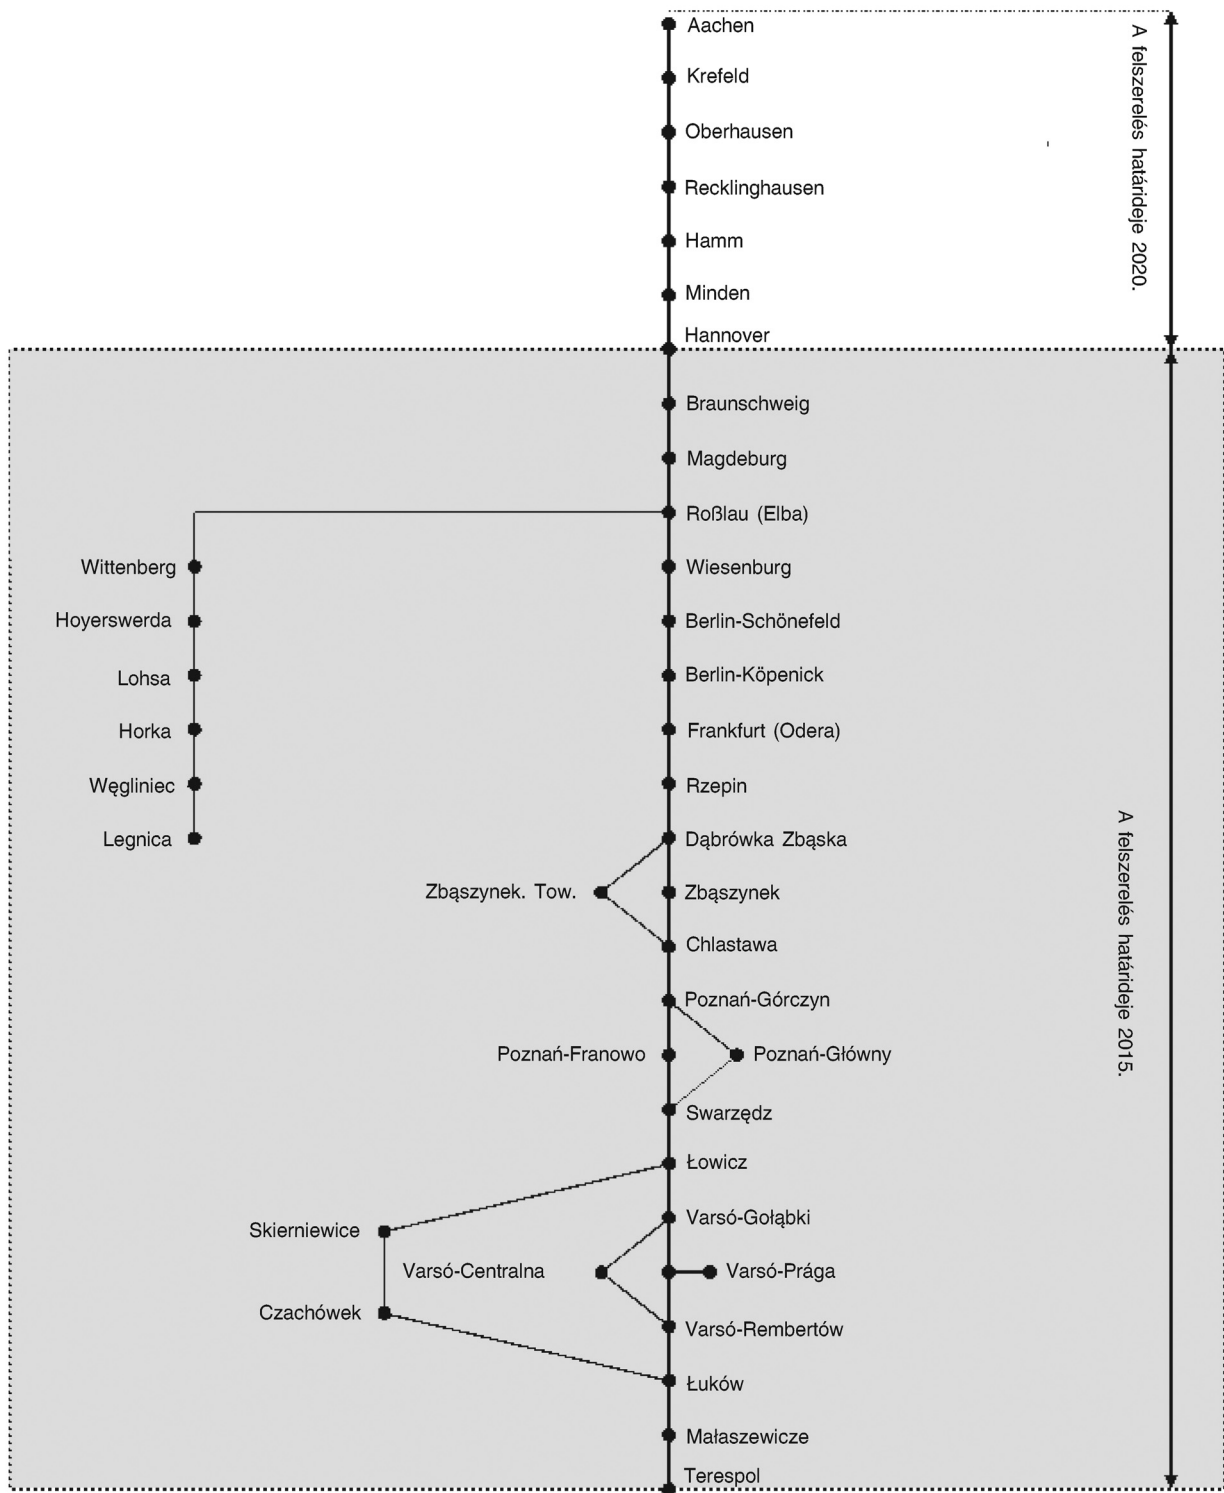 Aachen
A felszerelés határideje 2020.
Krefeld
Oberhausen
Recklinghausen
Hamm
Minden
Hannover
Braunschweig
Magdeburg
Roßlau (Elba)
Wittenberg
Wiesenburg
Hoyerswerda
Berlin-Schönefeld
Lohsa
Berlin-Köpenick
Horka
Frankfurt (Odera)
Węgliniec
Rzepin
A felszerelés határideje 2015.
Legnica
Dąbrówka Zbąska
Zbąszynek. Tow.
Zbąszynek
Chlastawa
Poznań-Górczyn
Poznań-Franowo
Poznań-Główny
Swarzędz
Łowicz
Skierniewice
Varsó-Gołąbki
Varsó-Centralna
Varsó-Prága
Czachówek
Varsó-Rembertów
Łuków
Małaszewicze
Terespol